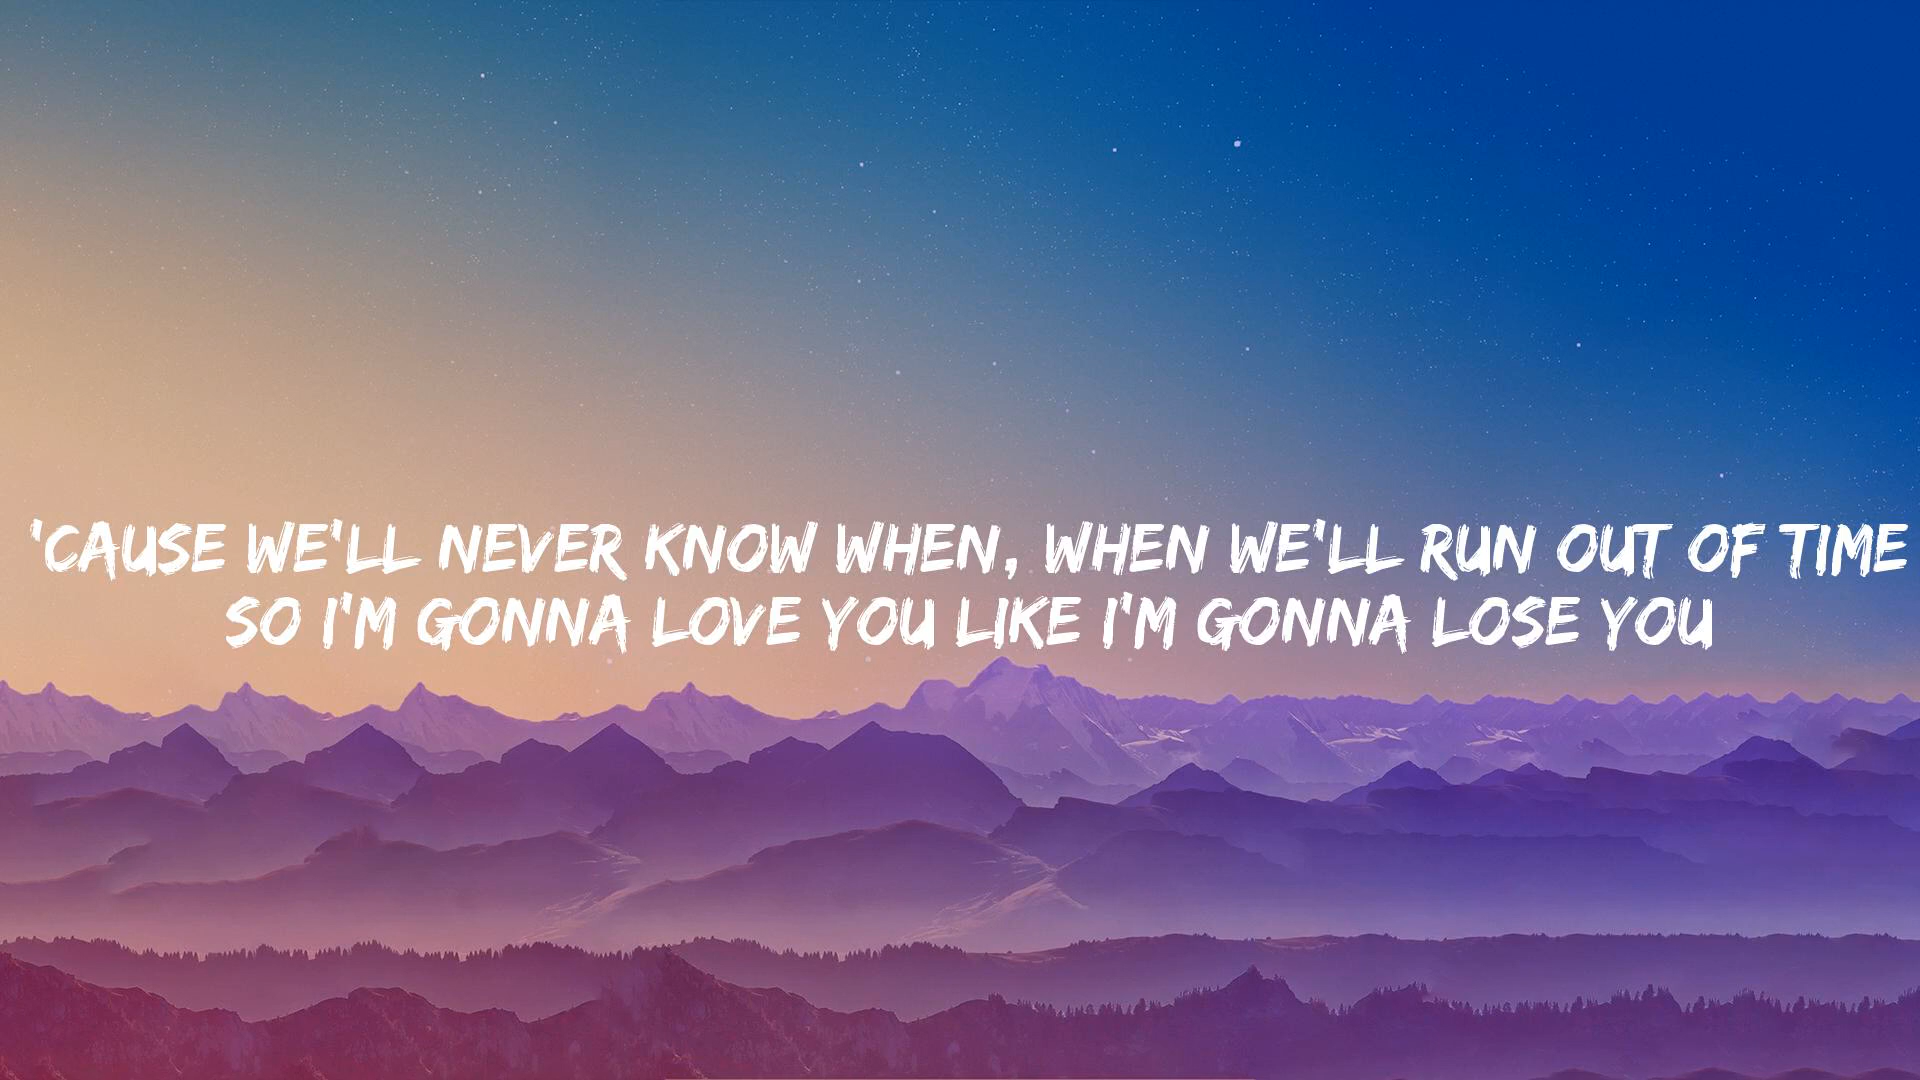 'CAUSE WE'LL NEVER KNOW WHEN, WHEN WE'LL RUN OUT OF TIME
SO I'M GONNA LOVE YOU LIKE I'M GONNA LOSE YOU